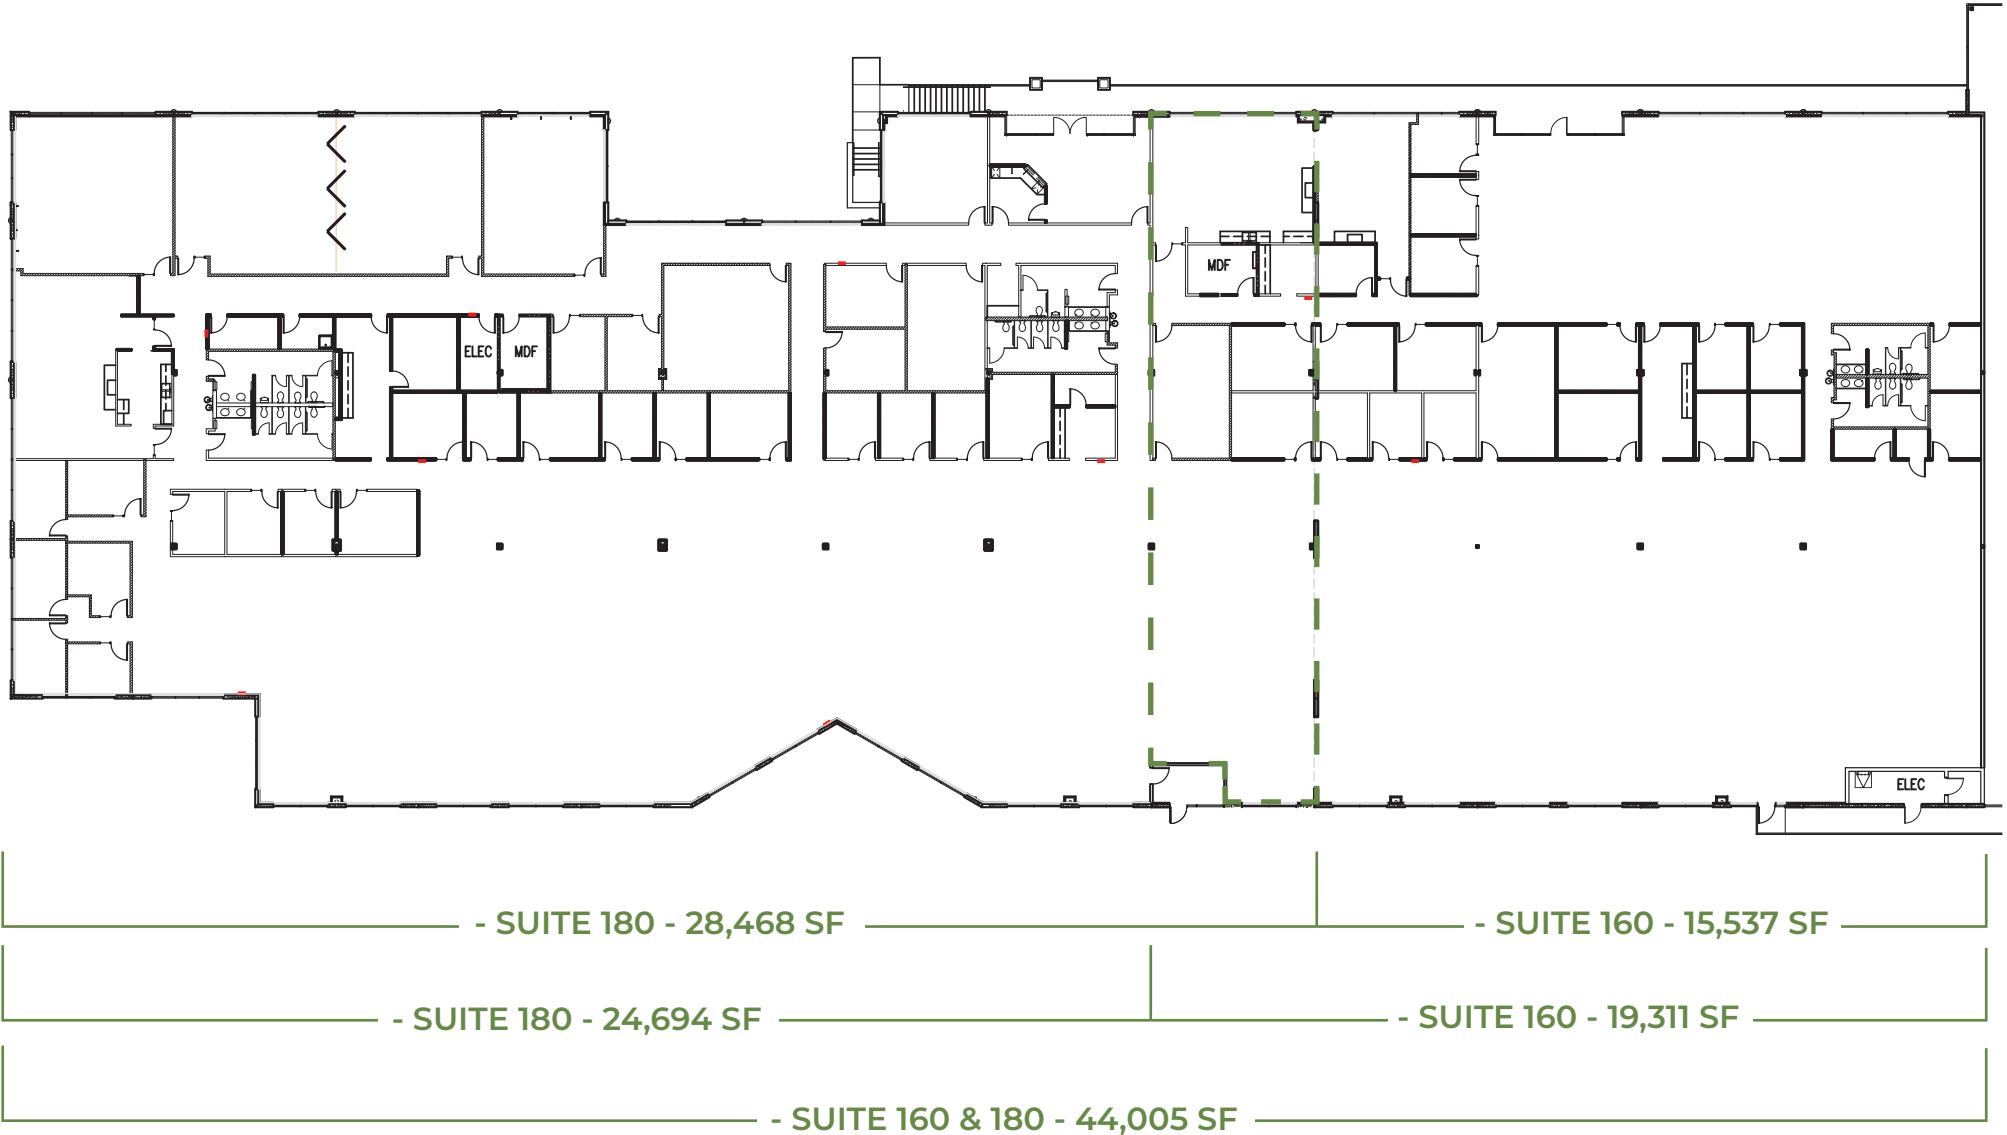 MDF
ELEC
MDF
ELEC
- SUITE 180 - 28,468 SF
- SUITE 160 - 15,537 SF
- SUITE 180 - 24,694 SF
- SUITE 160 - 19,311 SF
- SUITE 160 & 180 - 44,005 SF